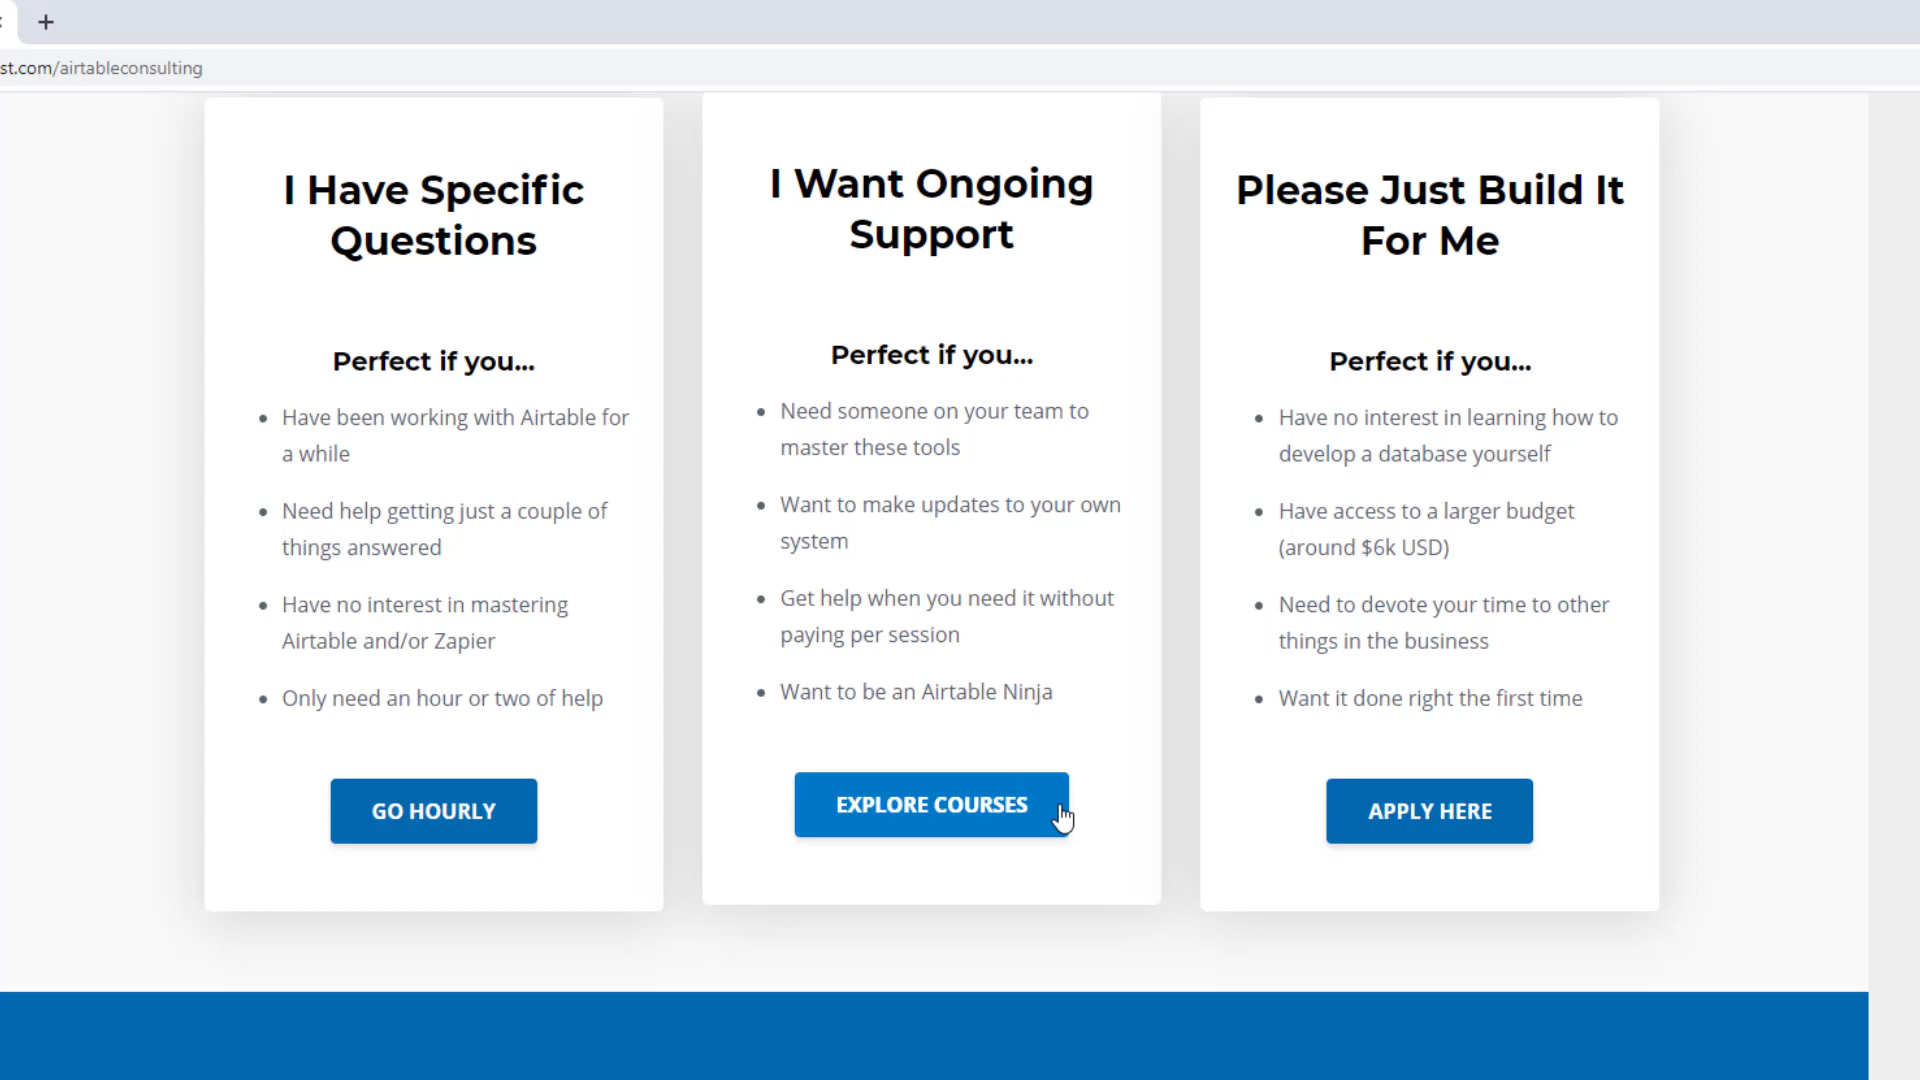 st.com/airtableconsulting
I Have Specific
Questions
Perfect if you...
Have been working with Airtable for
a while
Need help getting just a couple of
things answered
Have no interest in mastering
Airtable and/or Zapier
Only need an hour or two of help
GO HOURLY
I Want Ongoing
Support
Perfect if you...
Need someone on your team to
master these tools
Want to make updates to your own
system
Get help when you need it without
paying per session
Want to be an Airtable Ninja
EXPLORE COURSES
Please Just Build It
For Me
Perfect if you...
Have no interest in learning how to
develop a database yourself
Have access to a larger budget
(around $6k USD)
Need to devote your time to other
things in the business
Want it done right the first time
APPLY HERE